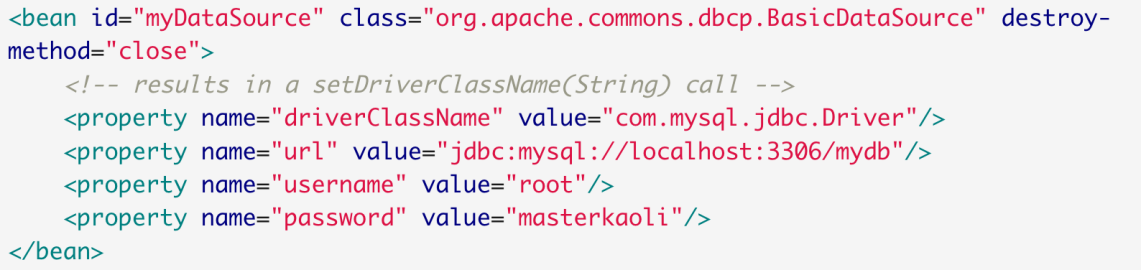 <bean id="myDataSource" class="org.apache.commons.dbcp.BasicDataSource" destroy-
method="close">
    <!-- results in a setDriverClassName(String) call -->
    <property name="driverClassName" value="com.mysql.jdbc.Driver"/>
    <property name="url" value="jdbc:mysql://localhost:3306/mydb"/>
    <property name="username" value="root"/>
    <property name="password" value="masterkaoli"/>
</bean>